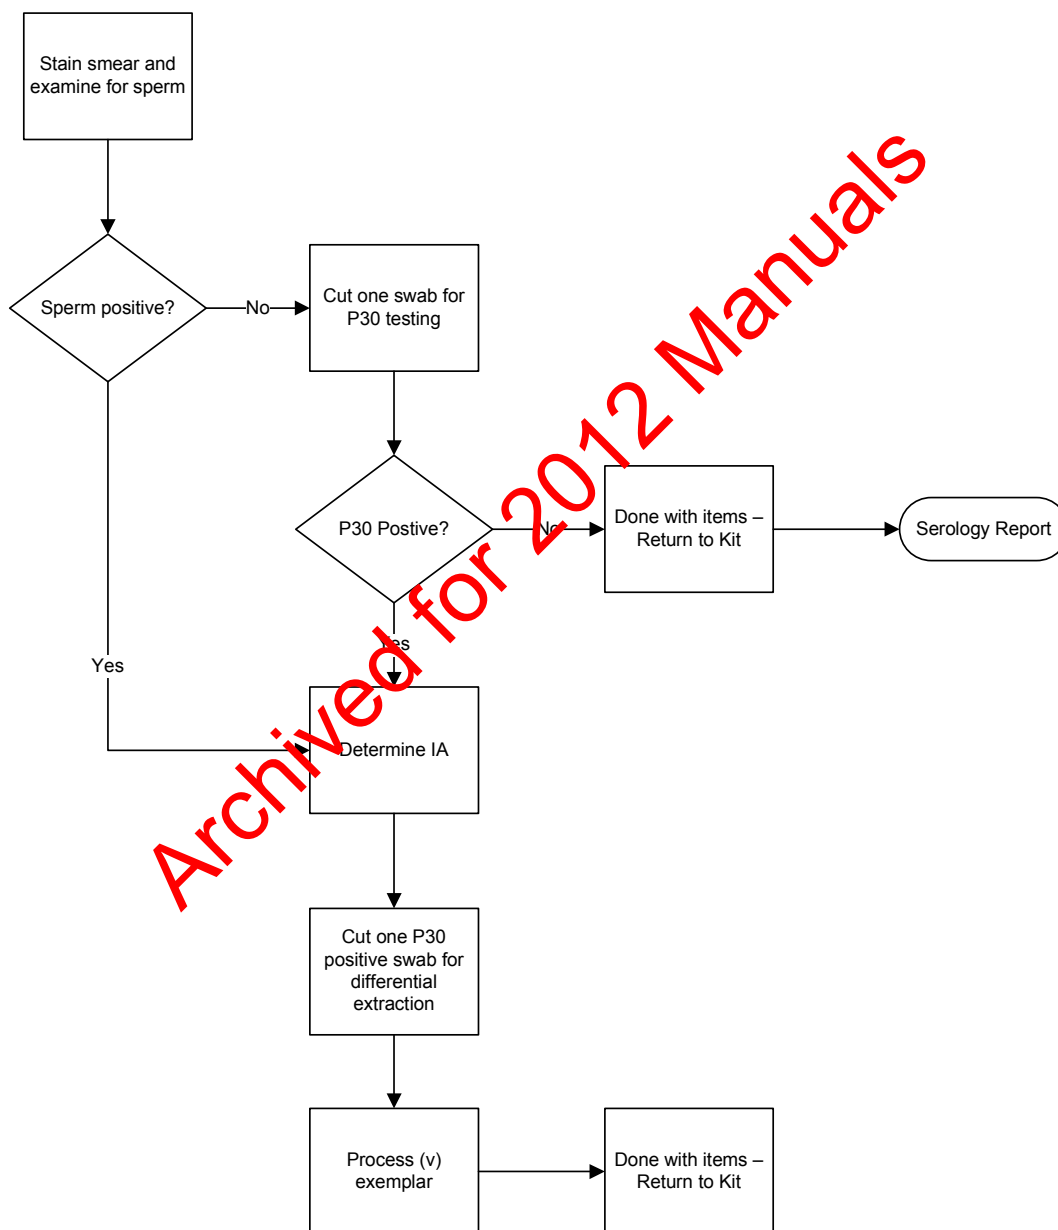 Stain smear and
examine for sperm
Sperm positive?
No
Cut one swab for
P30 testing
P30 Postive?
No
Done with items –
Return to Kit
Serology Report
Yes
Yes
Determine IA
Cut one P30
positive swab for
differential
extraction
Process (v)
exemplar
Done with items –
Return to Kit
Archived for 2012 Manuals